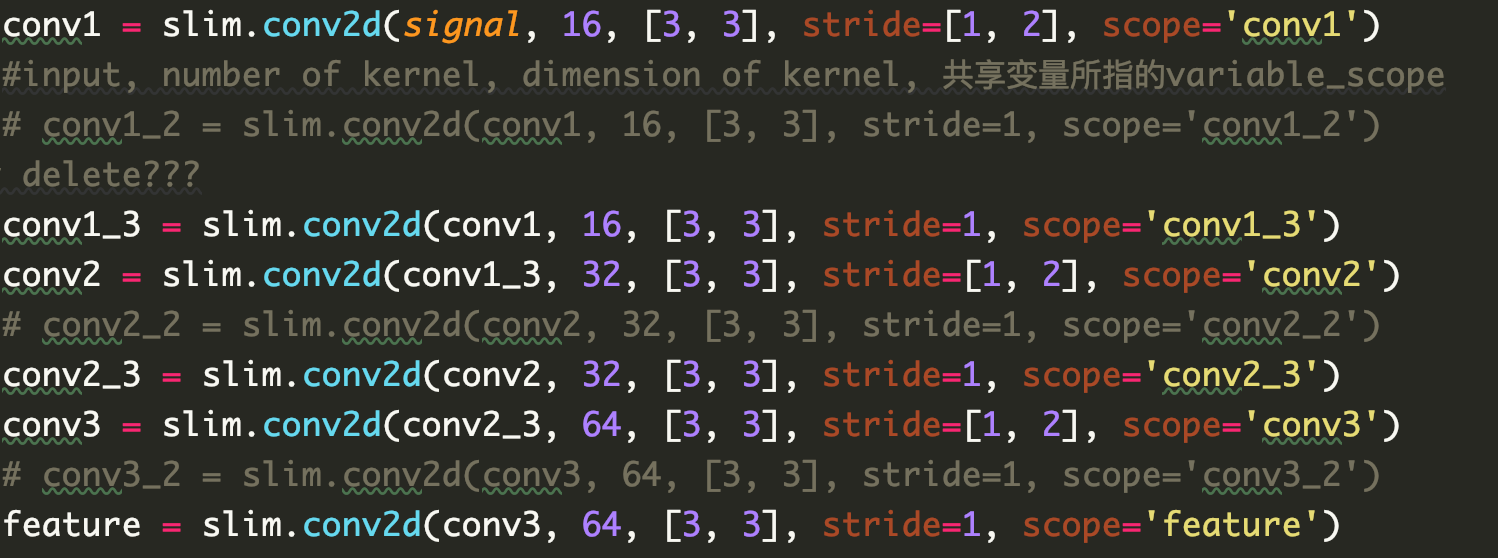 conv1 = slim.conv2d(signal, 16, [3, 3], stride=[1, 2], scope='conv1')
#input, number of kernel, dimension of kernel, 共享变量所指的variable_scope
# conv1_2 = slim.conv2d(conv1, 16, [3, 3], stride=1, scope='conv1_2')
delete???
conv1_3 = slim.conv2d(conv1, 16, [3, 3], stride=1, scope='conv1_3')
conv2 = slim.conv2d(conv1_3, 32, [3, 3], stride=[1, 2], scope='conv2')
# conv2_2 = slim.conv2d(conv2, 32, [3, 3], stride=1, scope='conv2_2')
conv2_3 = slim.conv2d(conv2, 32, [3, 3], stride=1, scope='conv2_3')
conv3 = slim.conv2d(conv2_3, 64, [3, 3], stride=[1, 2], scope='conv3')
# conv3_2 = slim.conv2d(conv3, 64, [3, 3], stride=1, scope='conv3_2')
feature = slim.conv2d(conv3, 64, [3, 3], stride=1, scope='feature')